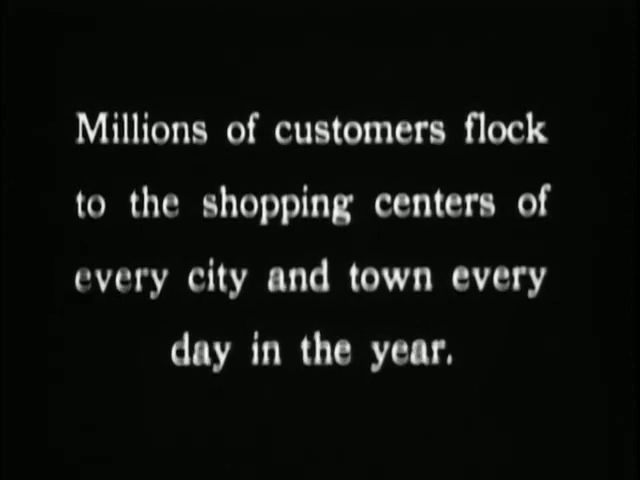 Millions of customers flock
to the shopping centers of
every city and town every
day in the year.